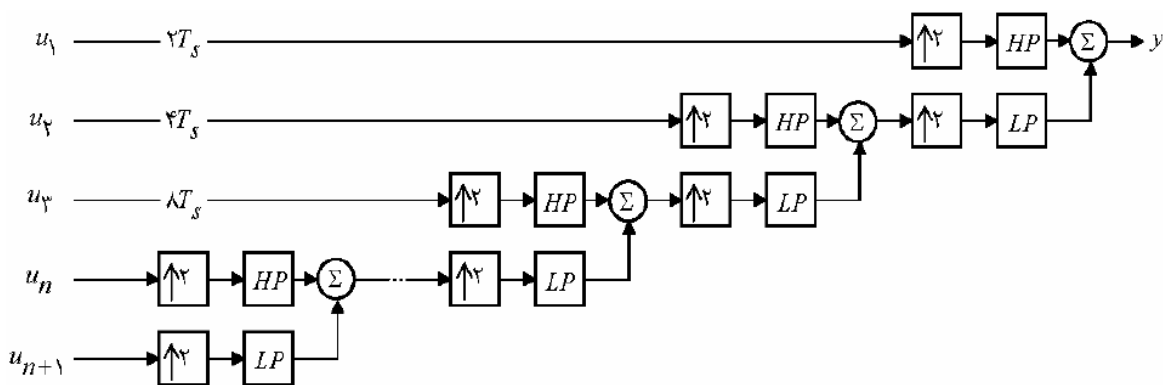 u۱ ۲Ts ↑۲ HP Σ y
u۲ ۴Ts ↑۲ HP Σ ↑۲ LP
u۳ ۸Ts ↑۲ HP Σ ↑۲ LP
un ↑۲ HP Σ ... ↑۲ LP
un+۱ ↑۲ LP